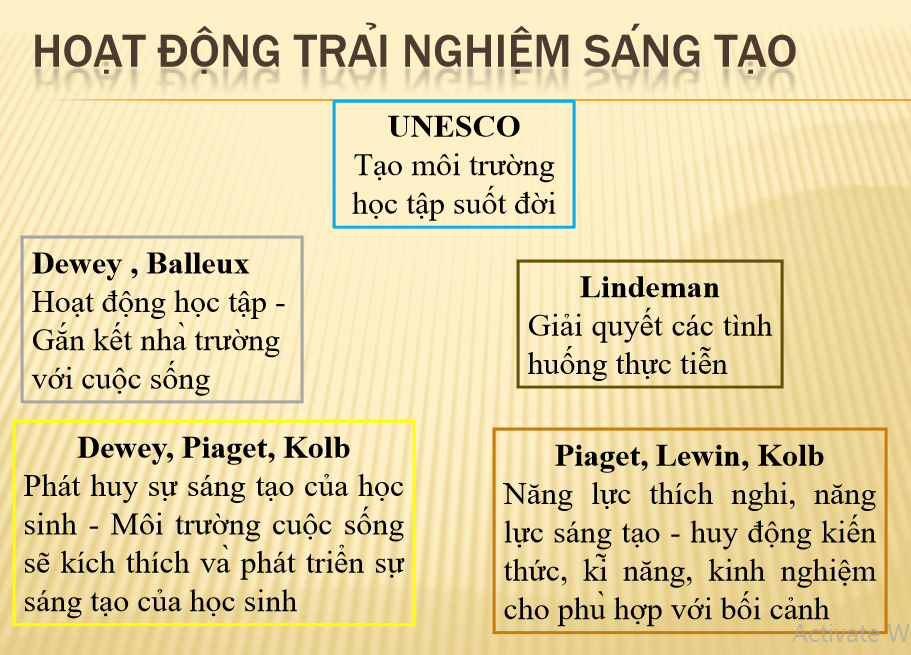 HOẠT ĐỘNG TRẢI NGHIỆM SÁNG TẠO
UNESCO
Tạo môi trường
học tập suốt đời
Dewey , Balleux
Hoạt động học tập -
Gắn kết nhà trường
với cuộc sống
Lindeman
Giải quyết các tình
huống thực tiễn
Dewey, Piaget, Kolb
Phát huy sự sáng tạo của học
sinh - Môi trường cuộc sống
sẽ kích thích và phát triển sự
sáng tạo của học sinh
Piaget, Lewin, Kolb
Năng lực thích nghi, năng
lực sáng tạo - huy động kiến
thức, kĩ năng, kinh nghiệm
cho phù hợp với bối cảnh
Activate W